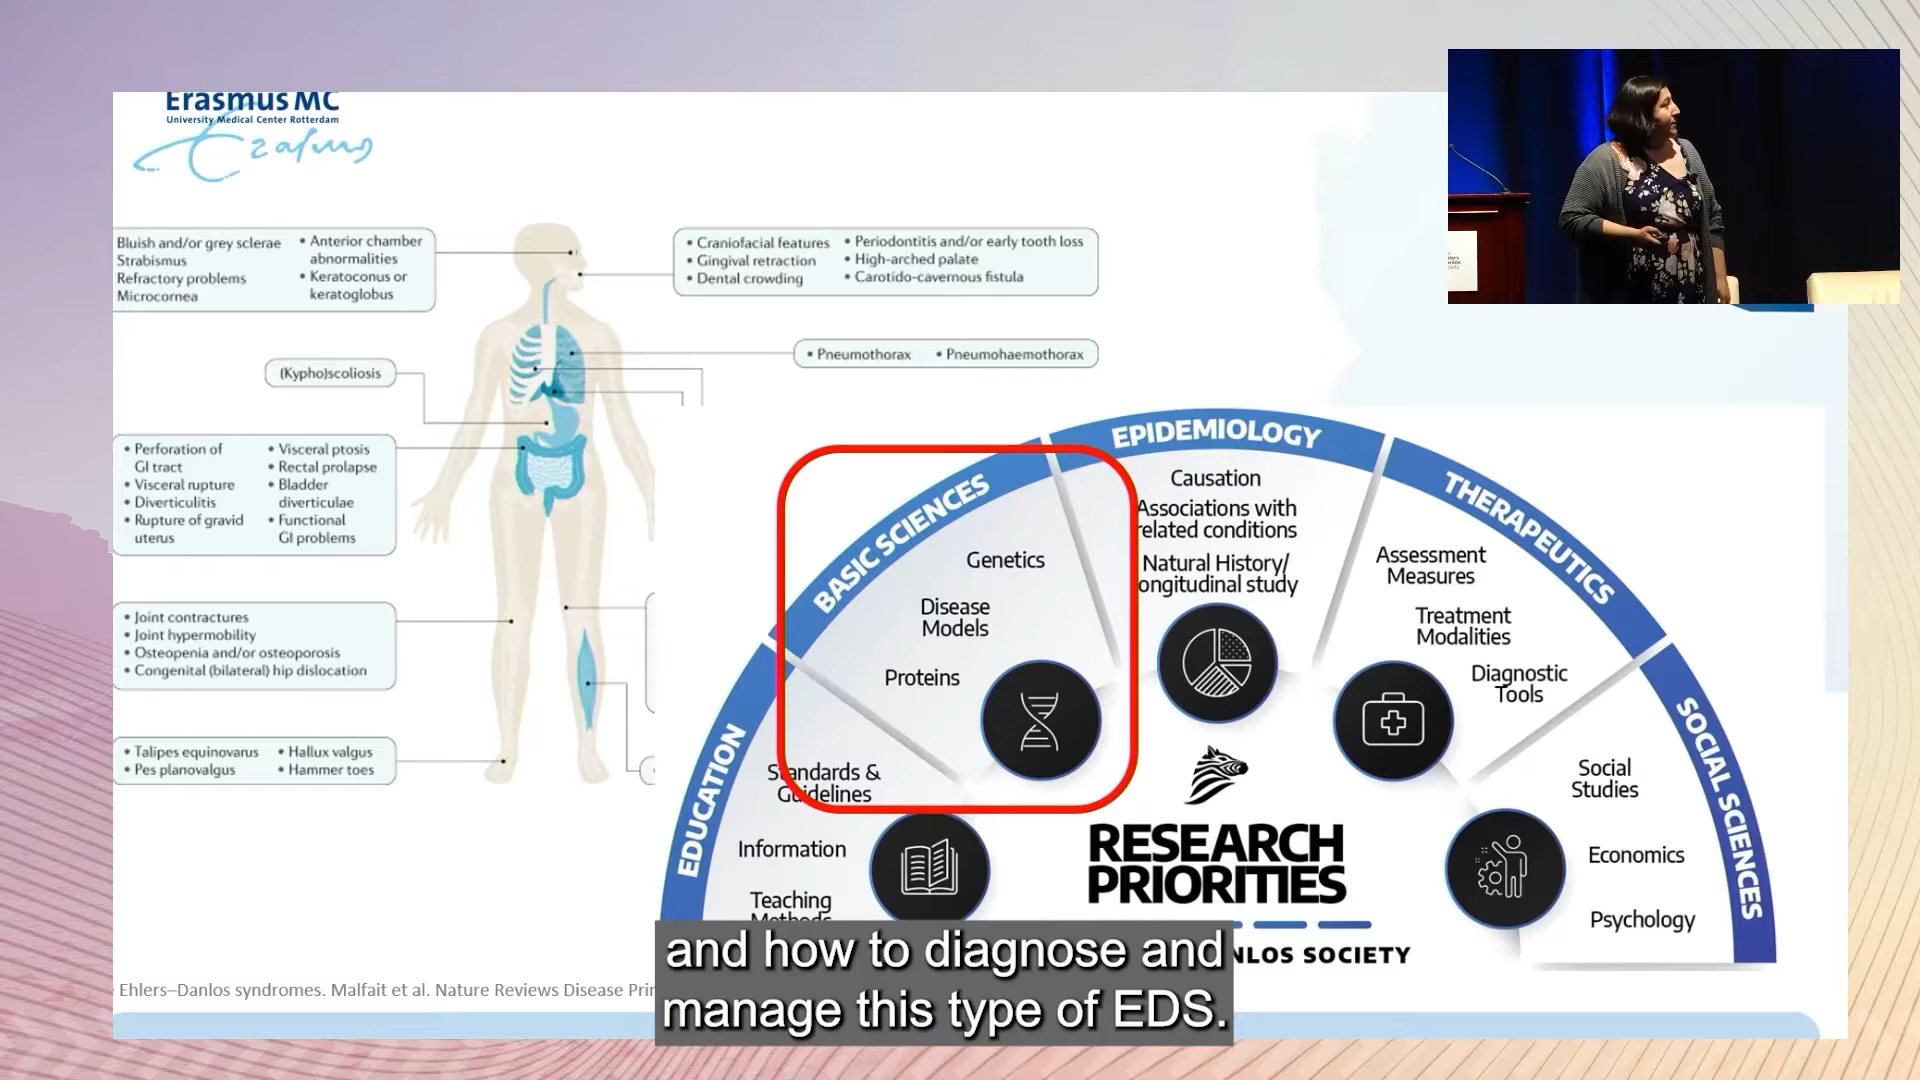 Erasmus MC
University Medical Center Rotterdam
Erasmus
Bluish and/or grey sclerae
Strabismus
Refractory problems
Microcornea
• Anterior chamber
abnormalities
• Keratoconus or
keratoglobus
• Craniofacial features
• Gingival retraction
• Dental crowding
• Periodontitis and/or early tooth loss
• High-arched palate
• Carotido-cavernous fistula
• Pneumothorax
• Pneumohaemothorax
(Kypho)scoliosis
• Perforation of
GI tract
• Visceral rupture
• Diverticulitis
• Rupture of gravid
uterus
• Visceral ptosis
• Rectal prolapse
• Bladder
diverticulae
• Functional
GI problems
• Joint contractures
• Joint hypermobility
• Osteopenia and/or osteoporosis
• Congenital (bilateral) hip dislocation
• Talipes equinovarus
• Pes planovalgus
• Hallux valgus
• Hammer toes
EDUCATION
Standards &
Guidelines
Information
Teaching
Methods
BASIC SCIENCES
Genetics
Disease
Models
Proteins
EPIDEMIOLOGY
Causation
Associations with
related conditions
Natural History/
ongitudinal study
THERAPEUTICS
Assessment
Measures
Treatment
Modalities
Diagnostic
Tools
SOCIAL SCIENCES
Social
Studies
Economics
Psychology
RESEARCH
PRIORITIES
NLOS SOCIETY
Ehlers–Danlos syndromes. Malfait et al. Nature Reviews Disease Prim
and how to diagnose and
manage this type of EDS.